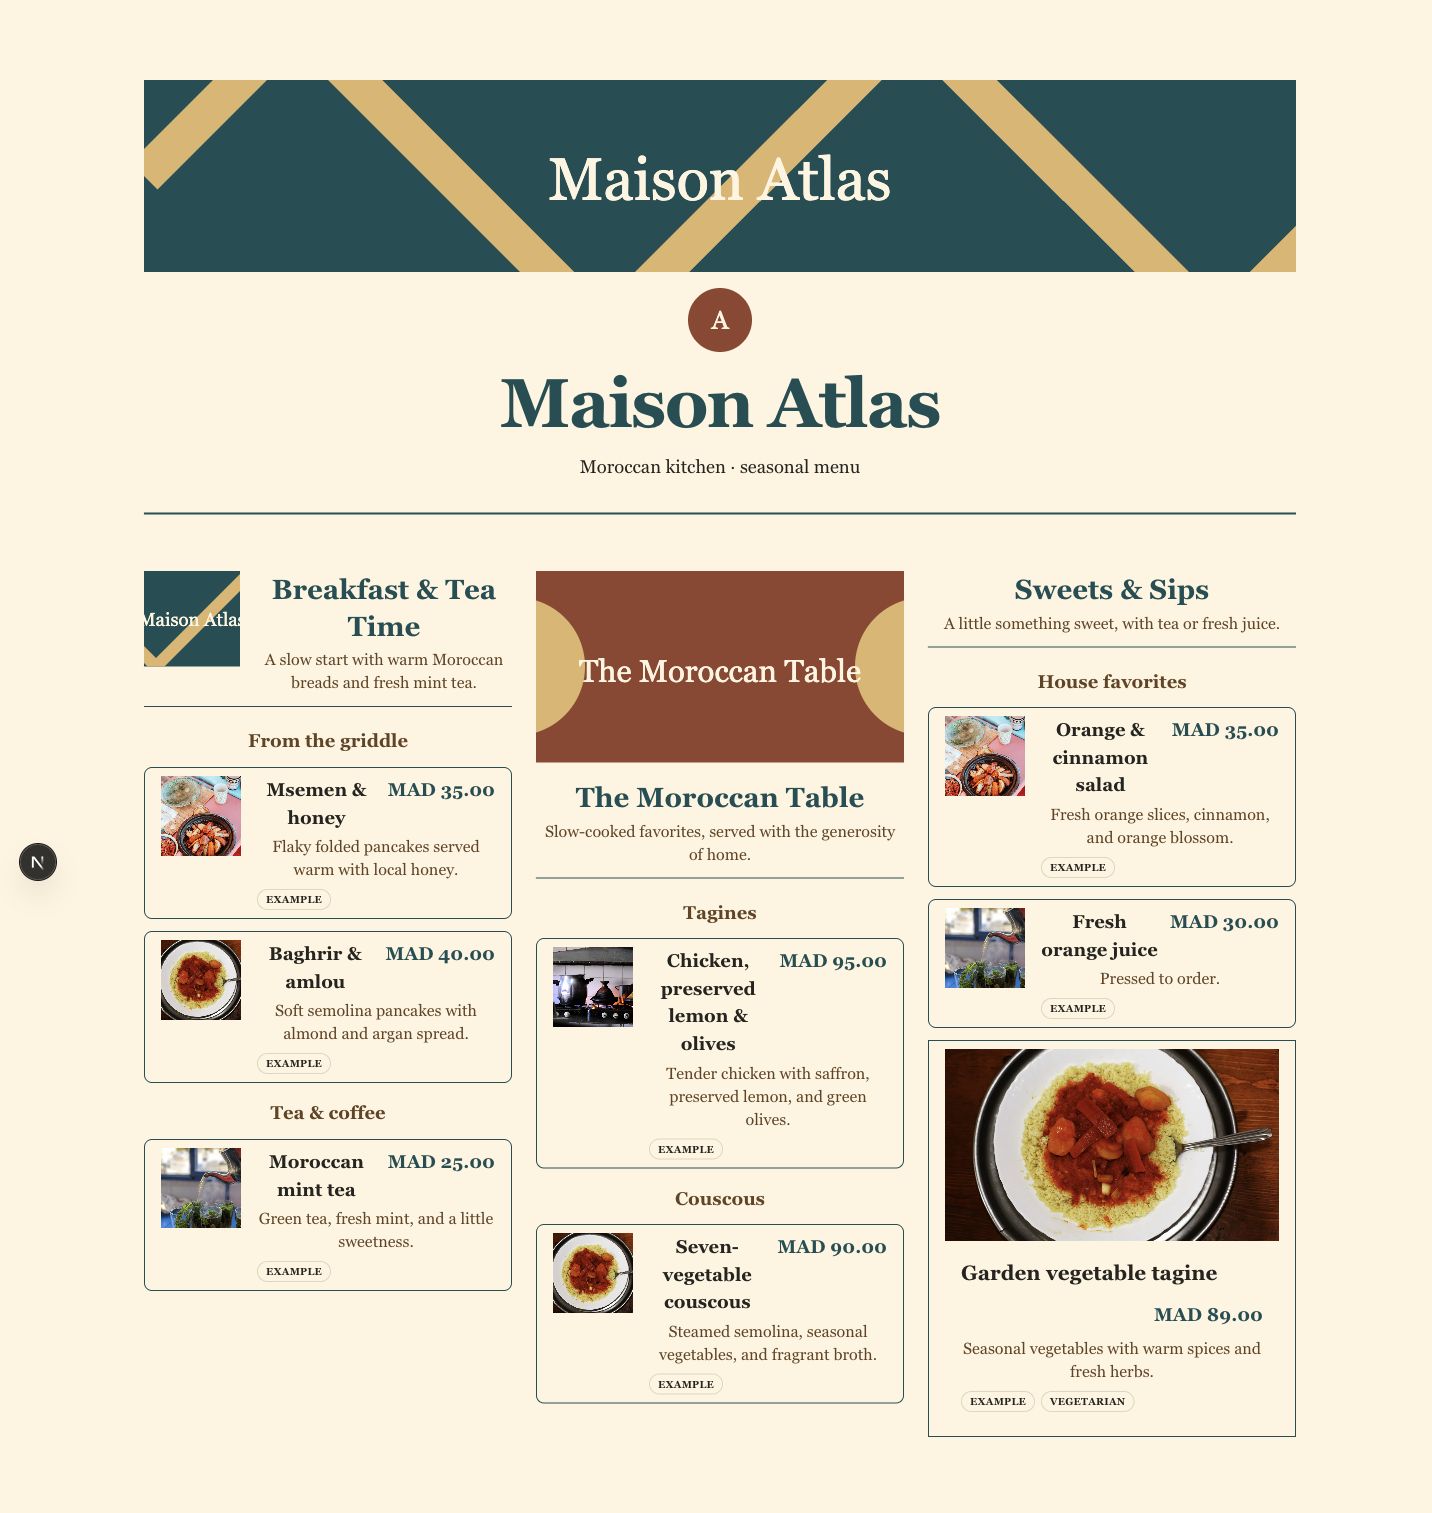 Maison Atlas
A
Maison Atlas
Moroccan kitchen · seasonal menu
Maison Atlas
Breakfast & Tea
Time
A slow start with warm Moroccan
breads and fresh mint tea.
From the griddle
Msemen &
honey
MAD 35.00
Flaky folded pancakes served
warm with local honey.
EXAMPLE
Baghrir &
amlou
MAD 40.00
Soft semolina pancakes with
almond and argan spread.
EXAMPLE
Tea & coffee
Moroccan
mint tea
MAD 25.00
Green tea, fresh mint, and a little
sweetness.
EXAMPLE
The Moroccan Table
The Moroccan Table
Slow-cooked favorites, served with the generosity
of home.
Tagines
Chicken,
preserved
lemon &
olives
MAD 95.00
Tender chicken with saffron,
preserved lemon, and green
olives.
EXAMPLE
Couscous
Seven-
vegetable
couscous
MAD 90.00
Steamed semolina, seasonal
vegetables, and fragrant broth.
EXAMPLE
Sweets & Sips
A little something sweet, with tea or fresh juice.
House favorites
Orange &
cinnamon
salad
MAD 35.00
Fresh orange slices, cinnamon,
and orange blossom.
EXAMPLE
Fresh
orange juice
MAD 30.00
Pressed to order.
EXAMPLE
Garden vegetable tagine
MAD 89.00
Seasonal vegetables with warm spices and
fresh herbs.
EXAMPLE VEGETARIAN
N